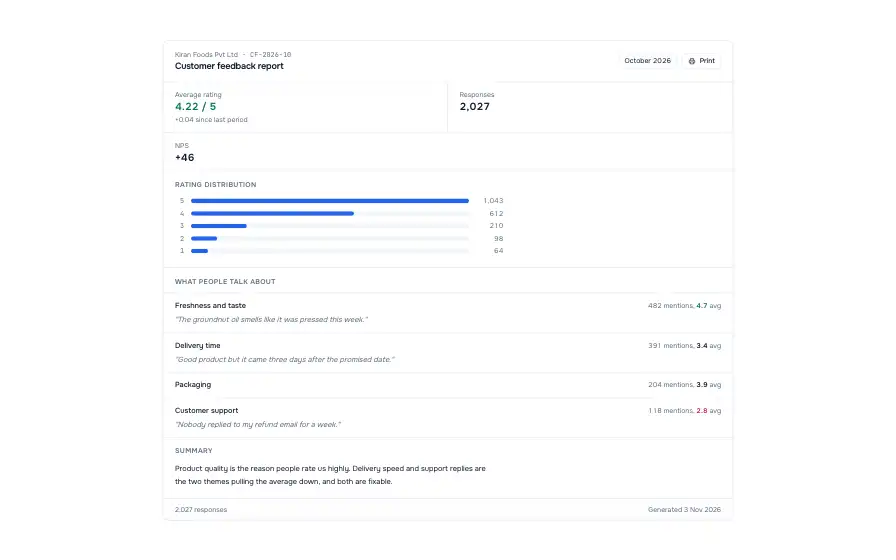 Kiran Foods Pvt Ltd · CF-2026-10
Customer feedback report
October 2026
Print
Average rating
4.22 / 5
+0.04 since last period
Responses
2,027
NPS
+46
RATING DISTRIBUTION
5 1,043
4 612
3 210
2 98
1 64
WHAT PEOPLE TALK ABOUT
Freshness and taste 482 mentions, 4.7 avg
"The groundnut oil smells like it was pressed this week."
Delivery time 391 mentions, 3.4 avg
"Good product but it came three days after the promised date."
Packaging 204 mentions, 3.9 avg
Customer support 118 mentions, 2.8 avg
"Nobody replied to my refund email for a week."
SUMMARY
Product quality is the reason people rate us highly. Delivery speed and support replies are
the two themes pulling the average down, and both are fixable.
2,027 responses Generated 3 Nov 2026